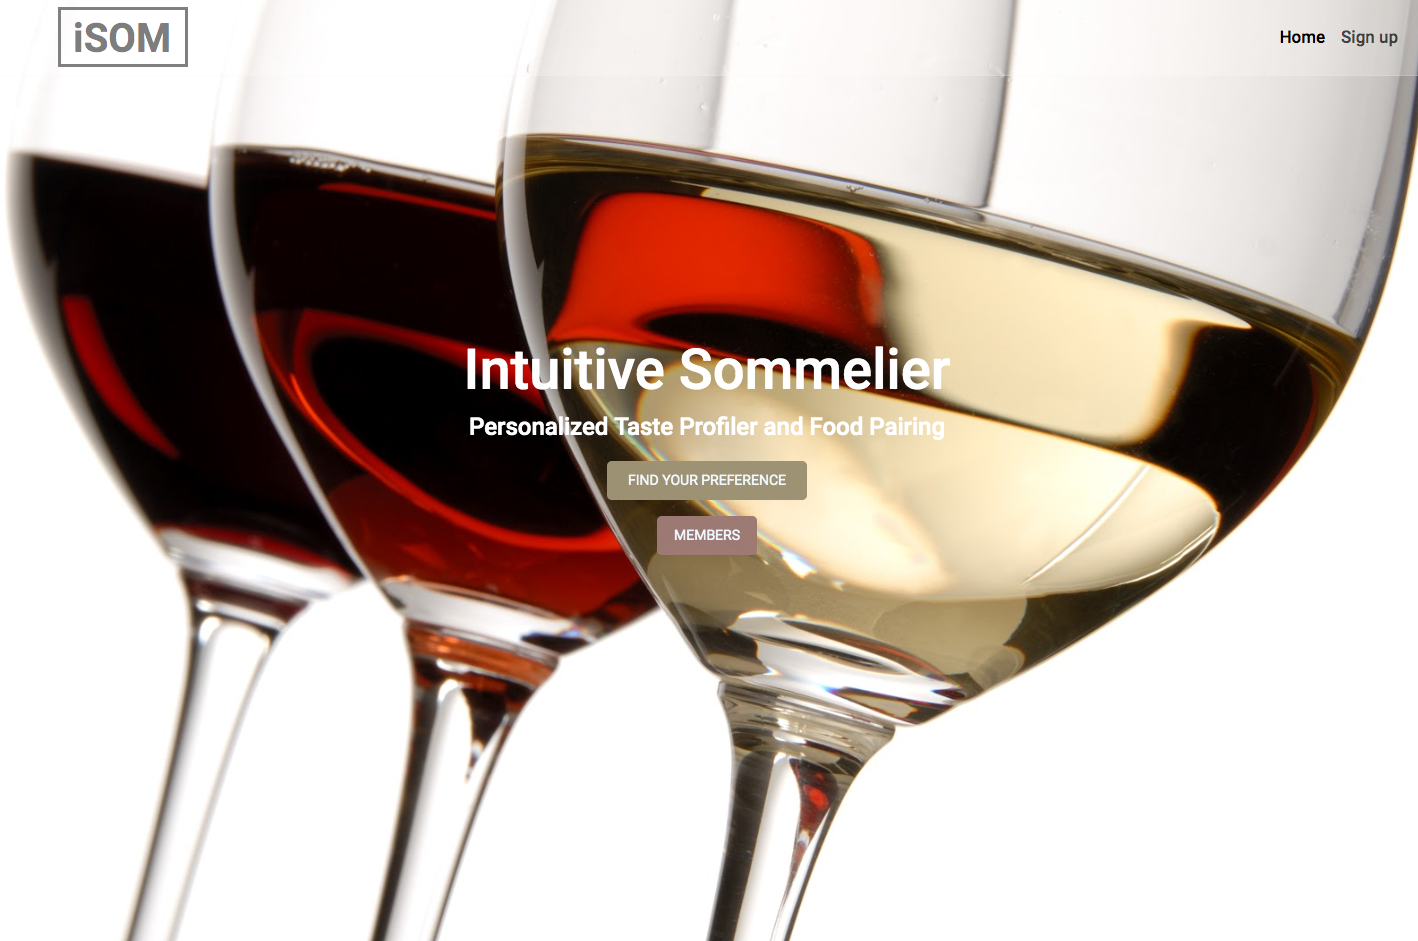 iSOM
Home Sign up
Intuitive Sommelier
Personalized Taste Profiler and Food Pairing
FIND YOUR PREFERENCE
MEMBERS